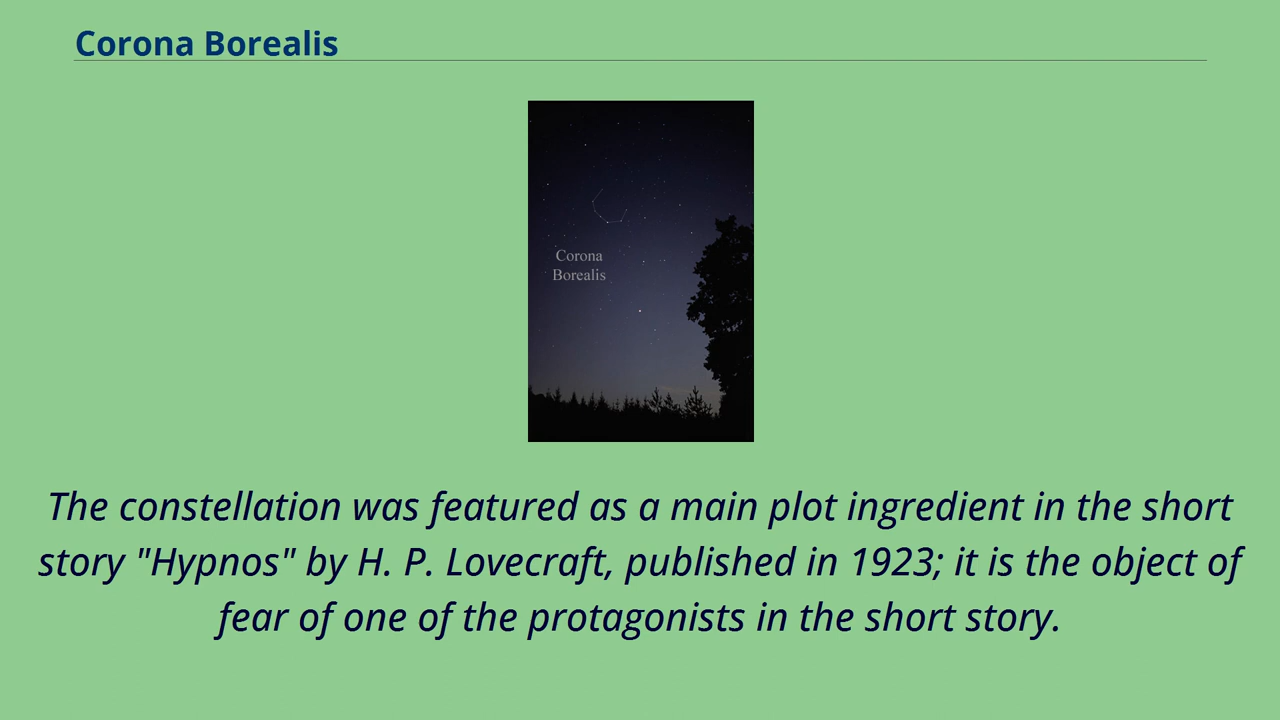 Corona Borealis
Corona
Borealis
The constellation was featured as a main plot ingredient in the short
story "Hypnos" by H. P. Lovecraft, published in 1923; it is the object of
fear of one of the protagonists in the short story.